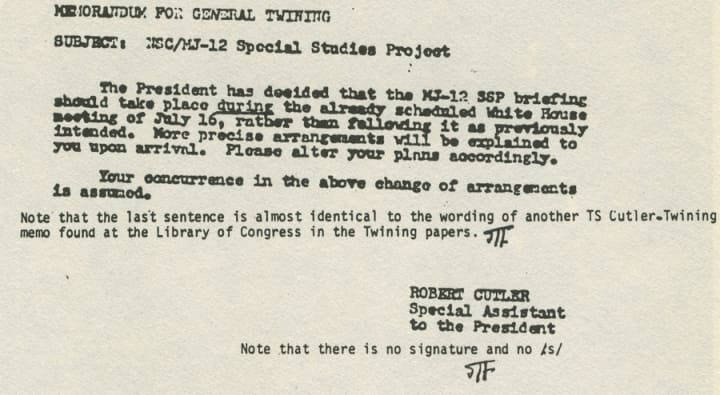 MEMORANDUM FOR GENERAL TWINING
SUBJECT: NSC/MJ-12 Special Studies Project
The President has decided that the MJ-12 SSP briefing
should take place during the already scheduled White House
meeting of July 16, rather than following it as previously
intended. More precise arrangements will be explained to
you upon arrival. Please alter your plans accordingly.
Your concurrence in the above change of arrangements
is assumed.
Note that the last sentence is almost identical to the wording of another TS Cutler-Twining
memo found at the Library of Congress in the Twining papers. STF
ROBERT CUTLER
Special Assistant
to the President
Note that there is no signature and no /s/
STF